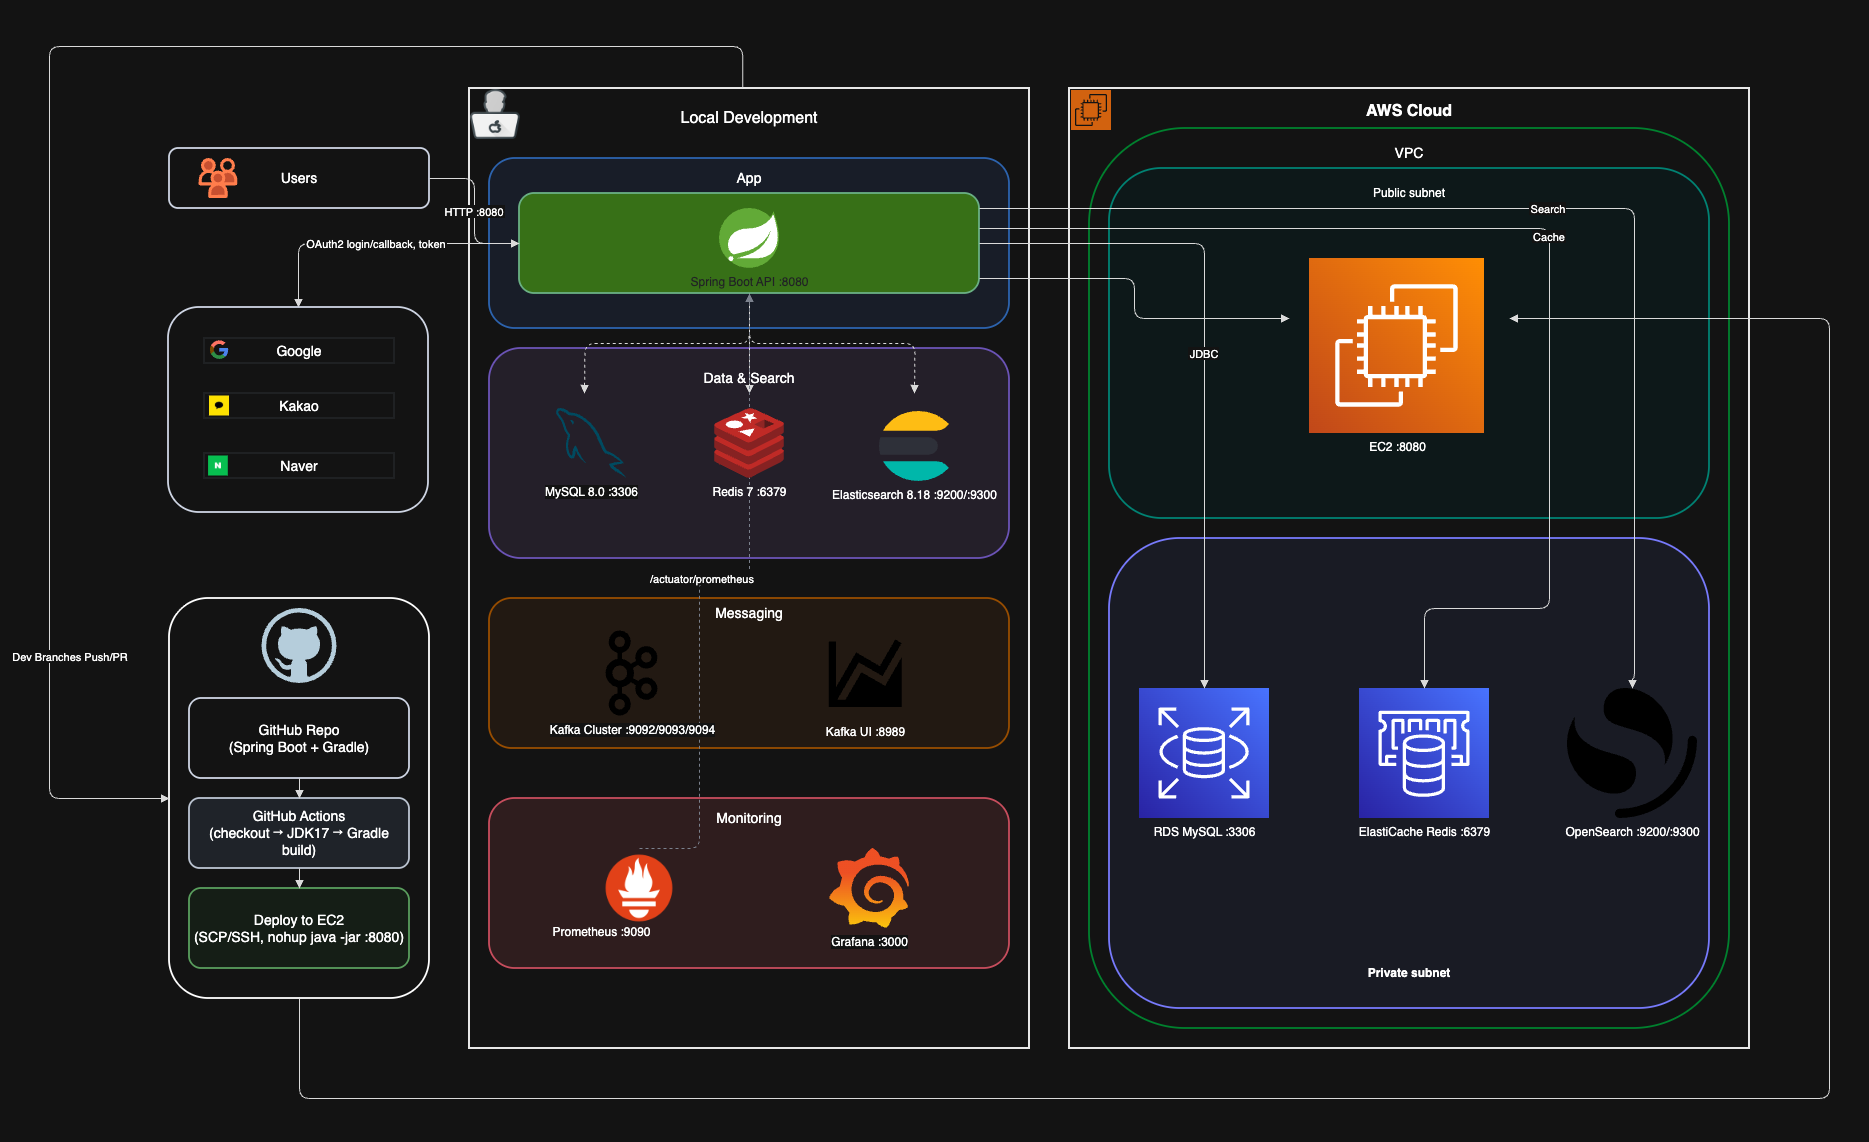 Local Development
AWS Cloud
VPC
Users
App
Public subnet
HTTP :8080
Search
Cache
OAuth2 login/callback, token
Spring Boot API :8080
Google
JDBC
Data & Search
Kakao
EC2 :8080
Naver
N
MySQL 8.0 :3306
Redis 7 :6379
Elasticsearch 8.18 :9200/:9300
/actuator/prometheus
Messaging
Dev Branches Push/PR
GitHub Repo
(Spring Boot + Gradle)
Kafka Cluster :9092/9093/9094
Kafka UI :8989
GitHub Actions
(checkout → JDK17 → Gradle
build)
Monitoring
RDS MySQL :3306
ElastiCache Redis :6379
OpenSearch :9200/:9300
Deploy to EC2
(SCP/SSH, nohup java -jar :8080)
Prometheus :9090
Grafana :3000
Private subnet